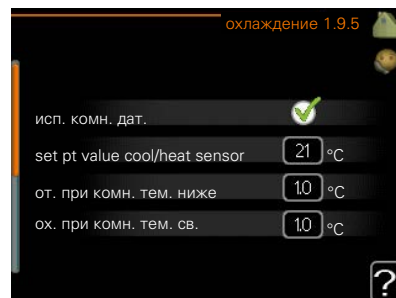 охлаждение 1.9.5
исп. комн. дат.
set pt value cool/heat sensor 21 °C
от. при комн. тем. ниже 1.0 °C
ох. при комн. тем. св. 1.0 °C
?